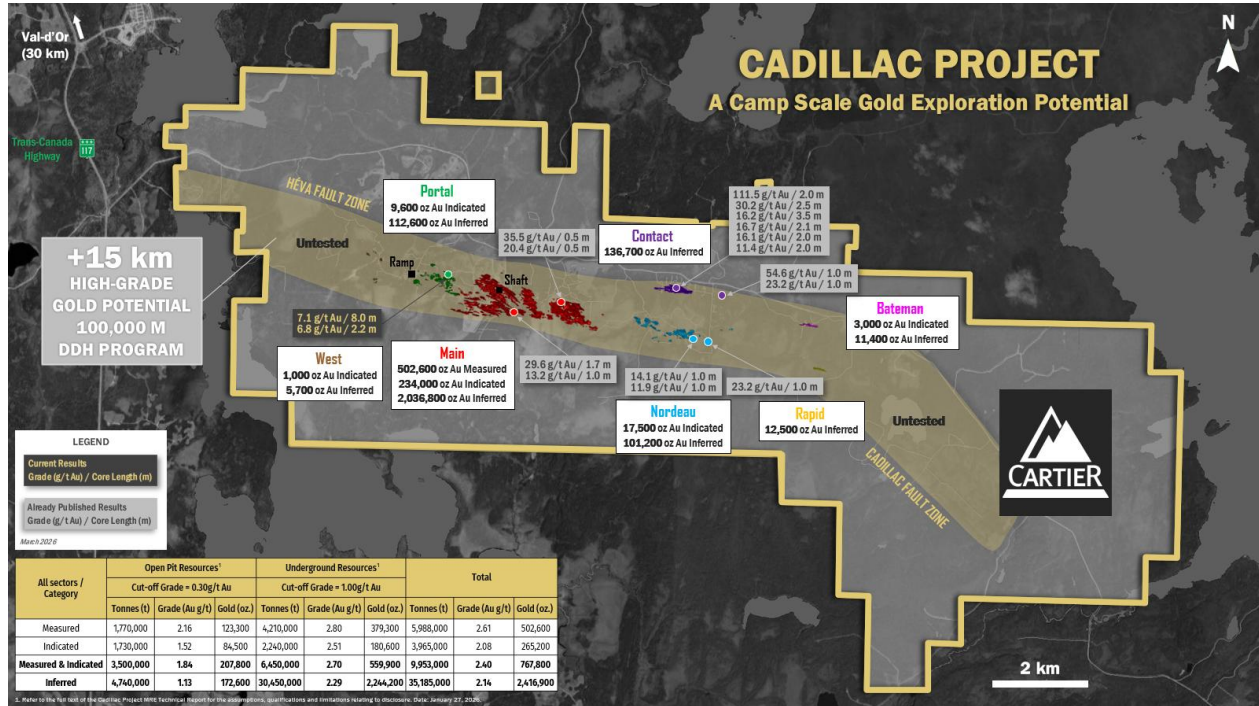 Val-d'Or
(30 km)
N
CADILLAC PROJECT
A Camp Scale Gold Exploration Potential
Trans-Canada
Highway
117
HÉVA FAULT ZONE
Portal
9,600 oz Au Indicated
112,600 oz Au Inferred
111.5 g/t Au / 2.0 m
30.2 g/t Au / 2.5 m
16.2 g/t Au / 3.5 m
16.7 g/t Au / 2.1 m
16.1 g/t Au / 2.0 m
11.4 g/t Au / 2.0 m
35.5 g/t Au / 0.5 m
20.4 g/t Au / 0.5 m
Contact
136,700 oz Au Inferred
Untested
Ramp
Shaft
54.6 g/t Au / 1.0 m
23.2 g/t Au / 1.0 m
+15 km
HIGH-GRADE
GOLD POTENTIAL
100,000 M
DDH PROGRAM
Bateman
3,000 oz Au Indicated
11,400 oz Au Inferred
7.1 g/t Au / 8.0 m
6.8 g/t Au / 2.2 m
West
1,000 oz Au Indicated
5,700 oz Au Inferred
Main
502,600 oz Au Measured
234,000 oz Au Indicated
2,036,800 oz Au Inferred
29.6 g/t Au / 1.7 m
13.2 g/t Au / 1.0 m
14.1 g/t Au / 1.0 m
11.9 g/t Au / 1.0 m
23.2 g/t Au / 1.0 m
Nordeau
17,500 oz Au Indicated
101,200 oz Au Inferred
Rapid
12,500 oz Au Inferred
Untested
CADILLAC FAULT ZONE
CARTIER
LEGEND
Current Results
Grade (g/t Au) / Core Length (m)
Already Published Results
Grade (g/t Au) / Core Length (m)
March 2026
All sectors / Category
Open Pit Resources¹ Underground Resources¹ Total
Cut-off Grade = 0.30g/t Au Cut-off Grade = 1.00g/t Au
Tonnes (t) Grade (Au g/t) Gold (oz.) Tonnes (t) Grade (Au g/t) Gold (oz.) Tonnes (t) Grade (Au g/t) Gold (oz.)
Measured 1,770,000 2.16 123,300 4,210,000 2.80 379,300 5,988,000 2.61 502,600
Indicated 1,730,000 1.52 84,500 2,240,000 2.51 180,600 3,965,000 2.08 265,200
Measured & Indicated 3,500,000 1.84 207,800 6,450,000 2.70 559,900 9,953,000 2.40 767,800
Inferred 4,740,000 1.13 172,600 30,450,000 2.29 2,244,200 35,185,000 2.14 2,416,900
1. Refer to the full text of the Cadillac Project MRE Technical Report for the assumptions, qualifications and limitations relating to disclosure. Date: January 27, 2026.
2 km